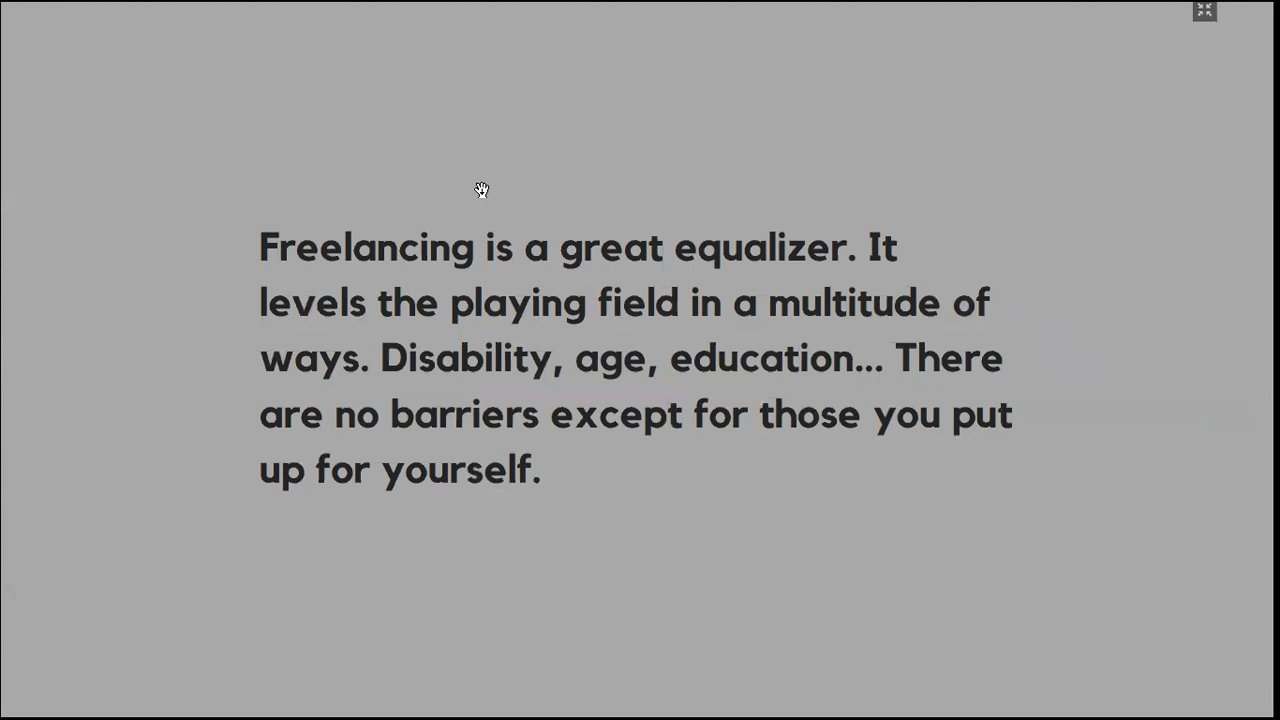 Freelancing is a great equalizer. It
levels the playing field in a multitude of
ways. Disability, age, education... There
are no barriers except for those you put
up for yourself.